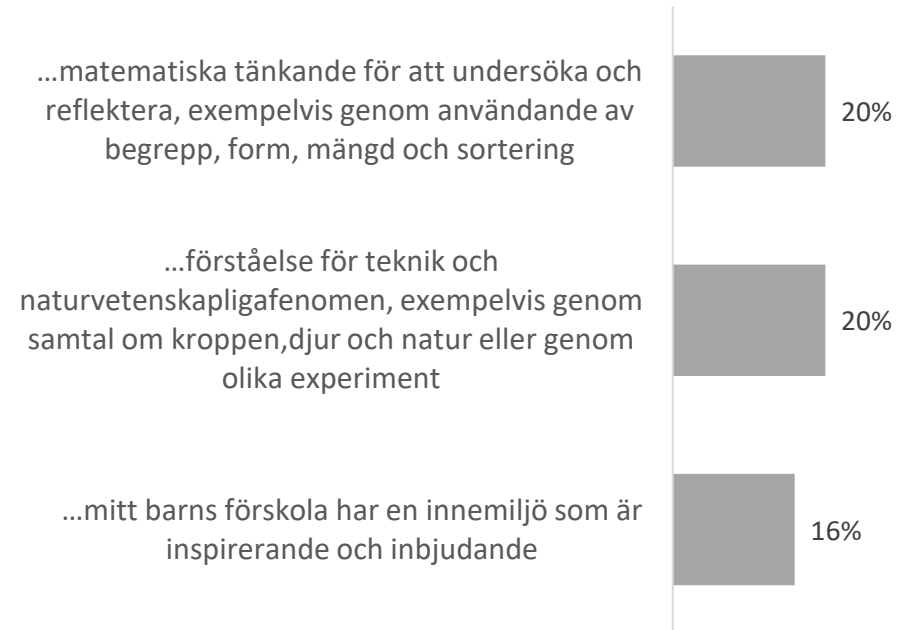 ...matematiska tänkande för att undersöka och
reflektera, exempelvis genom användande av
begrepp, form, mängd och sortering
20%
...förståelse för teknik och
naturvetenskapligafenomen, exempelvis genom
samtal om kroppen,djur och natur eller genom
olika experiment
20%
...mitt barns förskola har en innemiljö som är
inspirerande och inbjudande
16%